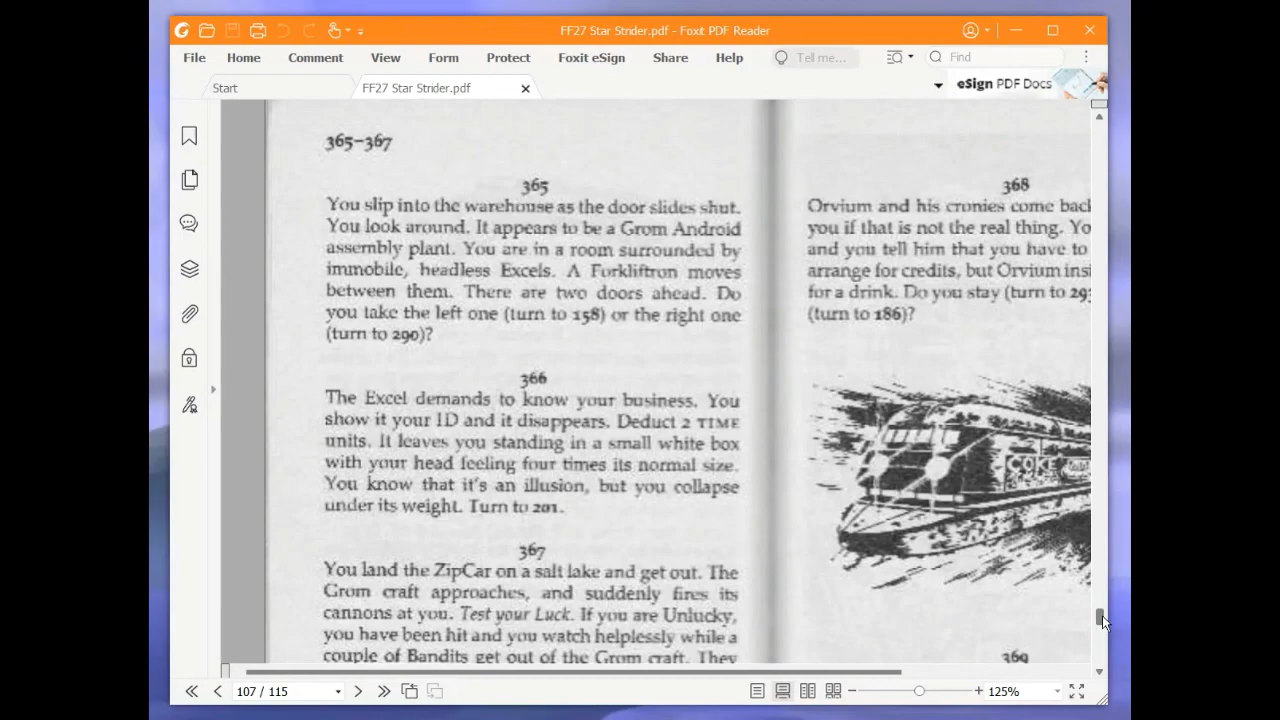 FF27 Star Strider.pdf - Foxit PDF Reader
File Home Comment View Form Protect Foxit eSign Share Help Tell me... Find
Start FF27 Star Strider.pdf eSign PDF Docs
365–367
365
You slip into the warehouse as the door slides shut.
You look around. It appears to be a Grom Android
assembly plant. You are in a room surrounded by
immobile, headless Excels. A Forkliftron moves
between them. There are two doors ahead. Do
you take the left one (turn to 158) or the right one
(turn to 290)?
366
The Excel demands to know your business. You
show it your ID and it disappears. Deduct 2 TIME
units. It leaves you standing in a small white box
with your head feeling four times its normal size.
You know that it's an illusion, but you collapse
under its weight. Turn to 201.
367
You land the ZipCar on a salt lake and get out. The
Grom craft approaches, and suddenly fires its
cannons at you. Test your Luck. If you are Unlucky,
you have been hit and you watch helplessly while a
couple of Bandits get out of the Grom craft. They
368
Orvium and his cronies come back
you if that is not the real thing. Yo
and you tell him that you have to
arrange for credits, but Orvium insi
for a drink. Do you stay (turn to 29
(turn to 186)?
COKE
369
107 / 115
125%